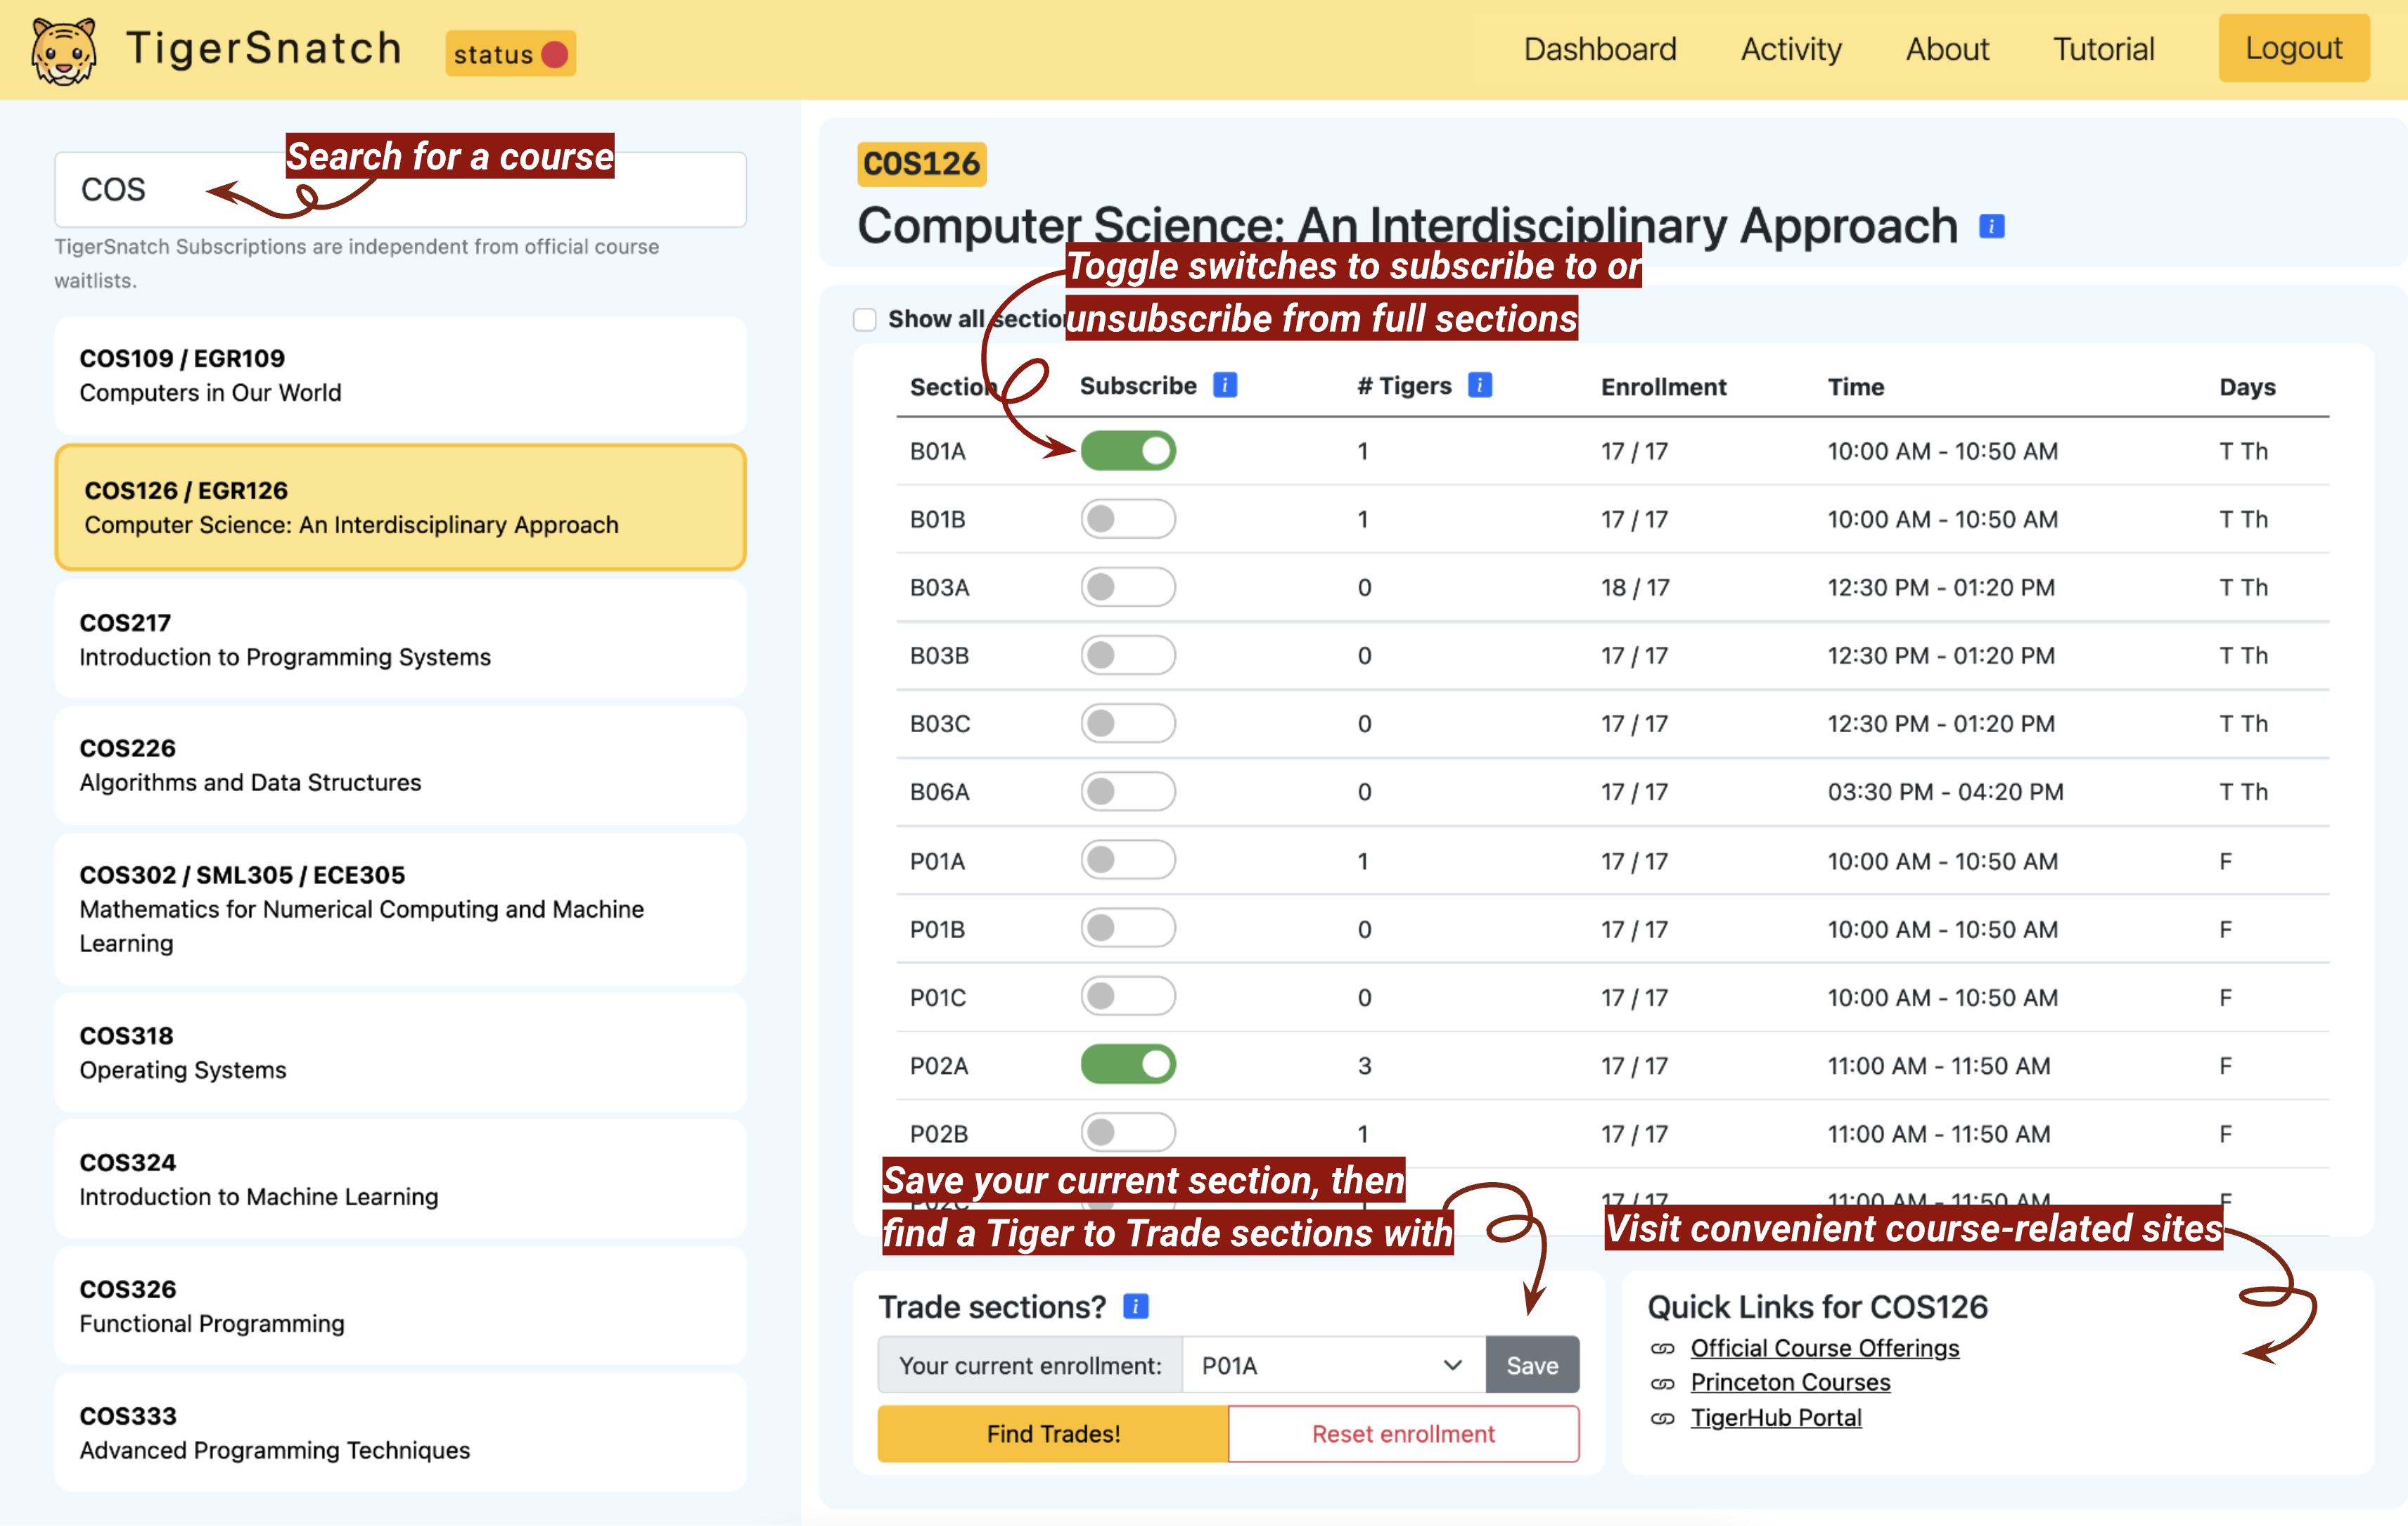 TigerSnatch
status
Dashboard
Activity
About
Tutorial
Logout
Search for a course
COS
TigerSnatch Subscriptions are independent from official course
waitlists.
COS109 / EGR109
Computers in Our World
COS126 / EGR126
Computer Science: An Interdisciplinary Approach
COS217
Introduction to Programming Systems
COS226
Algorithms and Data Structures
COS302 / SML305 / ECE305
Mathematics for Numerical Computing and Machine
Learning
COS318
Operating Systems
COS324
Introduction to Machine Learning
COS326
Functional Programming
COS333
Advanced Programming Techniques
COS126
Computer Science: An Interdisciplinary Approach i
Toggle switches to subscribe to or
unsubscribe from full sections
Show all
Section Subscribe i # Tigers i Enrollment Time Days
B01A 1 17 / 17 10:00 AM - 10:50 AM T Th
B01B 1 17 / 17 10:00 AM - 10:50 AM T Th
B03A 0 18 / 17 12:30 PM - 01:20 PM T Th
B03B 0 17 / 17 12:30 PM - 01:20 PM T Th
B03C 0 17 / 17 12:30 PM - 01:20 PM T Th
B06A 0 17 / 17 03:30 PM - 04:20 PM T Th
P01A 1 17 / 17 10:00 AM - 10:50 AM F
P01B 0 17 / 17 10:00 AM - 10:50 AM F
P01C 0 17 / 17 10:00 AM - 10:50 AM F
P02A 3 17 / 17 11:00 AM - 11:50 AM F
P02B 1 17 / 17 11:00 AM - 11:50 AM F
17 / 17 11:00 AM - 11:50 AM F
Save your current section, then
find a Tiger to Trade sections with
Visit convenient course-related sites
Trade sections? i
Your current enrollment: P01A Save
Find Trades! Reset enrollment
Quick Links for COS126
Official Course Offerings
Princeton Courses
TigerHub Portal